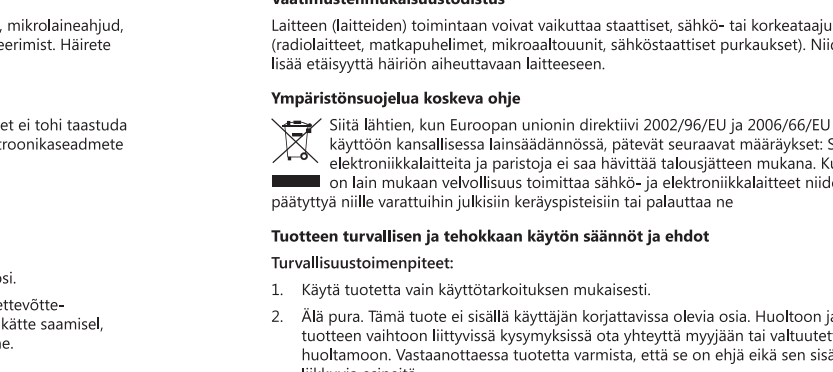 , mikrolaineahjud,
eerimist. Häirete
et ei tohi taastuda
troonikaseadmete
osi.
ettevõtte-
kätte saamisel,
ne.
Vaatimustenmukaisuustodistus
Laitteen (laitteiden) toimintaan voivat vaikuttaa staattiset, sähkö- tai korkeataaju
(radiolaitteet, matkapuhelimet, mikroaaltouunit, sähköstaattiset purkaukset). Niid
lisää etäisyyttä häiriön aiheuttavaan laitteeseen.
Ympäristönsuojelua koskeva ohje
Siitä lähtien, kun Euroopan unionin direktiivi 2002/96/EU ja 2006/66/EU
käyttöön kansallisessa lainsäädännössä, pätevät seuraavat määräykset: S
elektroniikkalaitteita ja paristoja ei saa hävittää talousjätteen mukana. Ku
on lain mukaan velvollisuus toimittaa sähkö- ja elektroniikkalaitteet niide
päätyttyä niille varattuihin julkisiin keräyspisteisiin tai palauttaa ne
Tuotteen turvallisen ja tehokkaan käytön säännöt ja ehdot
Turvallisuustoimenpiteet:
1. Käytä tuotetta vain käyttötarkoituksen mukaisesti.
2. Älä pura. Tämä tuote ei sisällä käyttäjän korjattavissa olevia osia. Huoltoon ja
tuotteen vaihtoon liittyvissä kysymyksissä ota yhteyttä myyjään tai valtuutet
huoltamoon. Vastaanottaessa tuotetta varmista, että se on ehjä eikä sen sisä